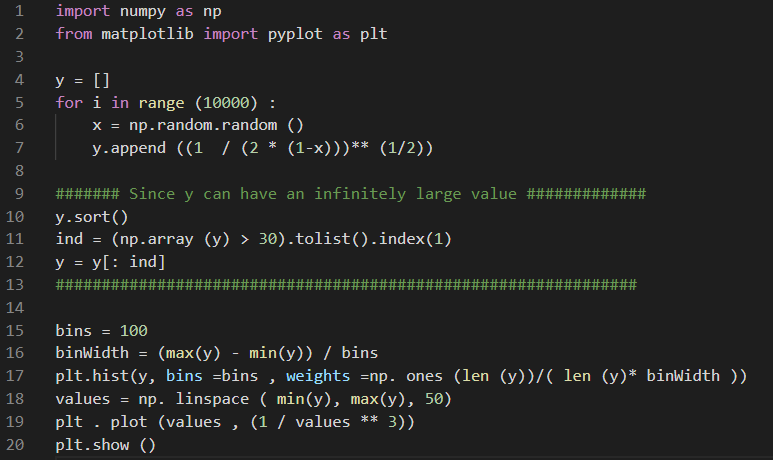 1 import numpy as np
2 from matplotlib import pyplot as plt
3
4 y = []
5 for i in range (10000) :
6     x = np.random.random ()
7     y.append ((1  / (2 * (1-x)))** (1/2))
8
9 ####### Since y can have an infinitely large value #############
10 y.sort()
11 ind = (np.array (y) > 30).tolist().index(1)
12 y = y[: ind]
13 ###############################################################
14
15 bins = 100
16 binWidth = (max(y) - min(y)) / bins
17 plt.hist(y, bins =bins , weights =np. ones (len (y))/( len (y)* binWidth ))
18 values = np. linspace ( min(y), max(y), 50)
19 plt . plot (values , (1 / values ** 3))
20 plt.show ()